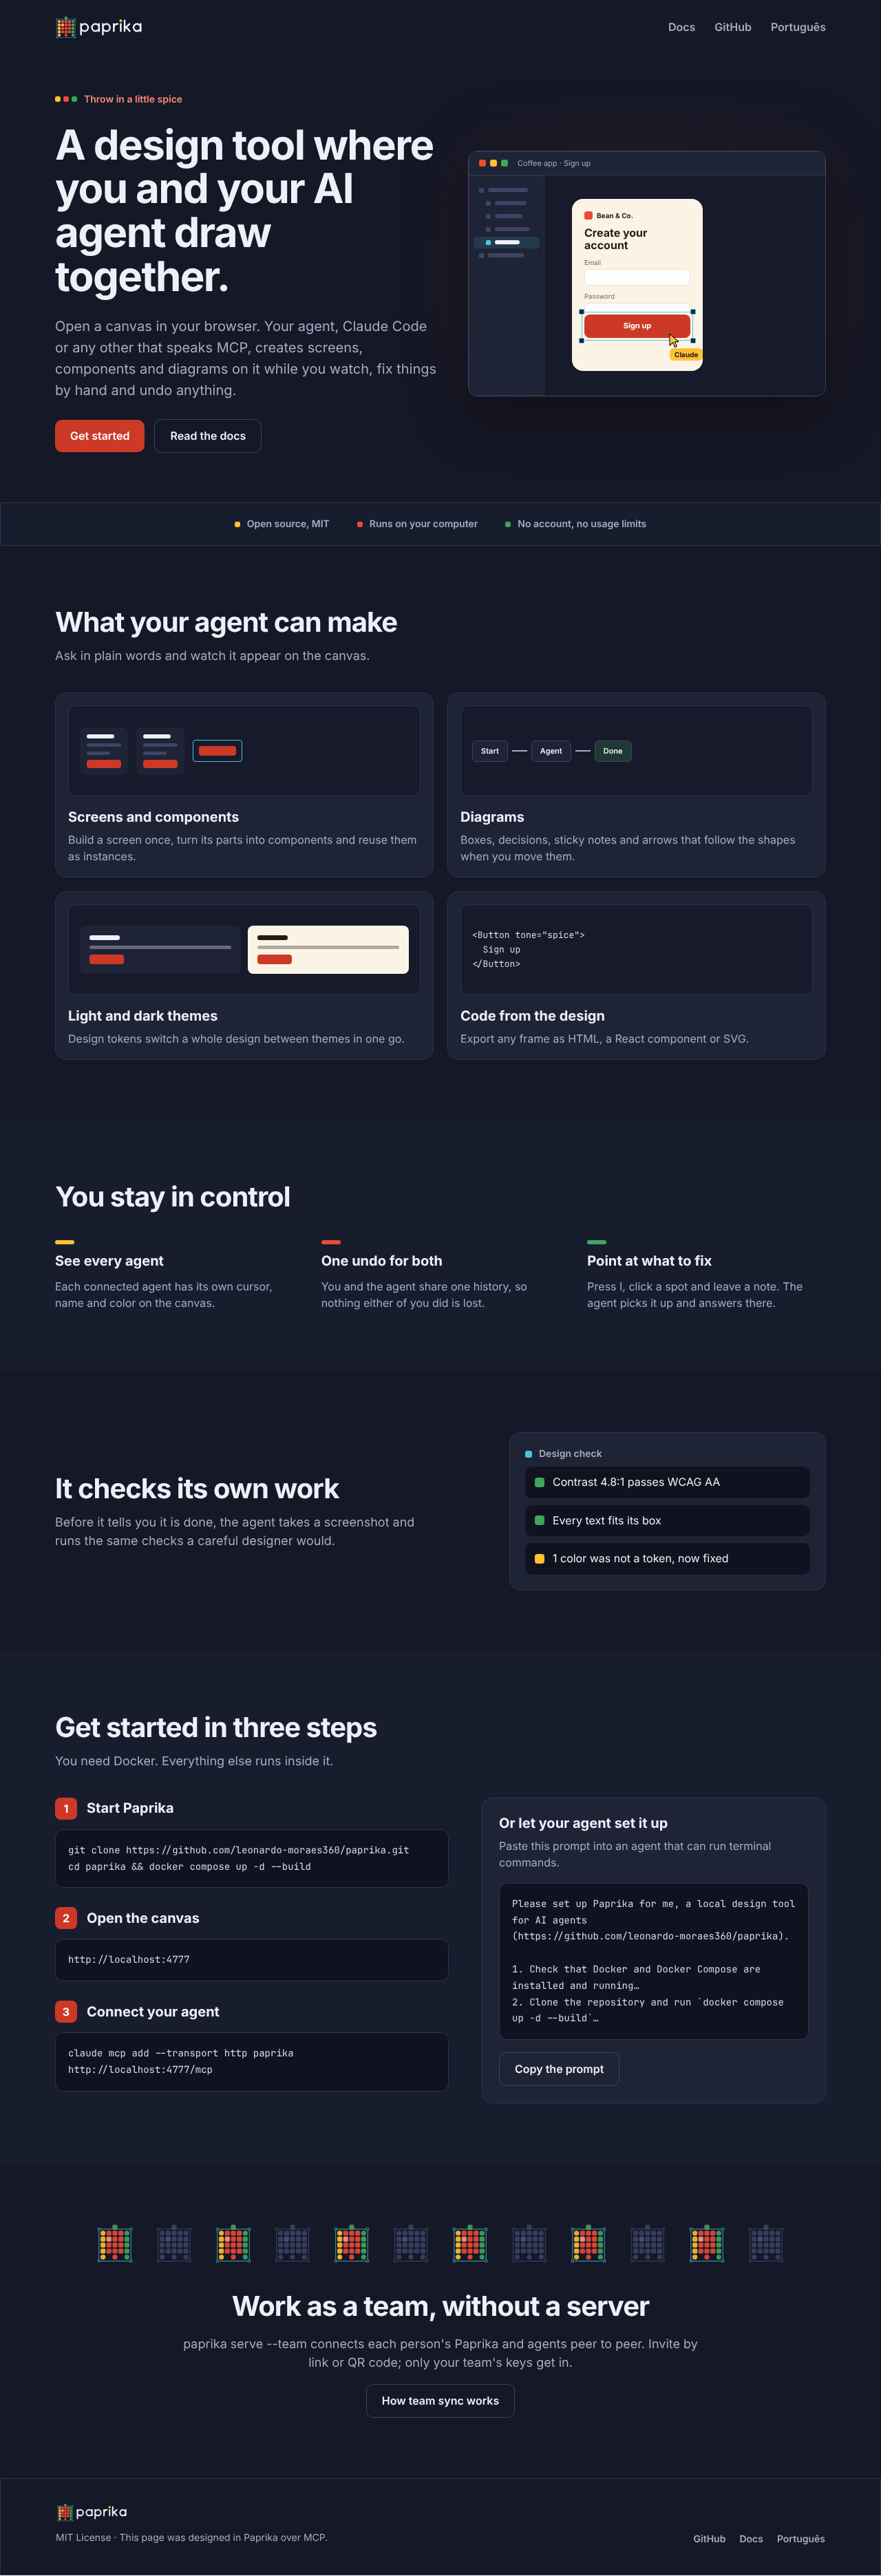 paprika
Docs GitHub Português
Throw in a little spice
A design tool where
you and your AI
agent draw
together.
Open a canvas in your browser. Your agent, Claude Code
or any other that speaks MCP, creates screens,
components and diagrams on it while you watch, fix things
by hand and undo anything.
Get started Read the docs
Coffee app · Sign up
Bean & Co.
Create your
account
Email
Password
Sign up
Claude
Open source, MIT Runs on your computer No account, no usage limits
What your agent can make
Ask in plain words and watch it appear on the canvas.
Screens and components
Build a screen once, turn its parts into components and reuse them
as instances.
Start Agent Done
Diagrams
Boxes, decisions, sticky notes and arrows that follow the shapes
when you move them.
Light and dark themes
Design tokens switch a whole design between themes in one go.
<Button tone="spice">
Sign up
</Button>
Code from the design
Export any frame as HTML, a React component or SVG.
You stay in control
See every agent
Each connected agent has its own cursor,
name and color on the canvas.
One undo for both
You and the agent share one history, so
nothing either of you did is lost.
Point at what to fix
Press I, click a spot and leave a note. The
agent picks it up and answers there.
It checks its own work
Before it tells you it is done, the agent takes a screenshot and
runs the same checks a careful designer would.
Design check
Contrast 4.8:1 passes WCAG AA
Every text fits its box
1 color was not a token, now fixed
Get started in three steps
You need Docker. Everything else runs inside it.
1 Start Paprika
git clone https://github.com/leonardo-moraes360/paprika.git
cd paprika && docker compose up -d --build
2 Open the canvas
http://localhost:4777
3 Connect your agent
claude mcp add --transport http paprika
http://localhost:4777/mcp
Or let your agent set it up
Paste this prompt into an agent that can run terminal
commands.
Please set up Paprika for me, a local design tool
for AI agents
(https://github.com/leonardo-moraes360/paprika).
1. Check that Docker and Docker Compose are
installed and running…
2. Clone the repository and run `docker compose
up -d --build`…
Copy the prompt
Work as a team, without a server
paprika serve --team connects each person's Paprika and agents peer to peer. Invite by
link or QR code; only your team's keys get in.
How team sync works
paprika
MIT License · This page was designed in Paprika over MCP.
GitHub Docs Português